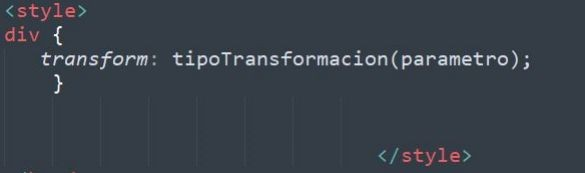 <style>
div {
transform: tipoTransformacion(parametro);
}
</style>